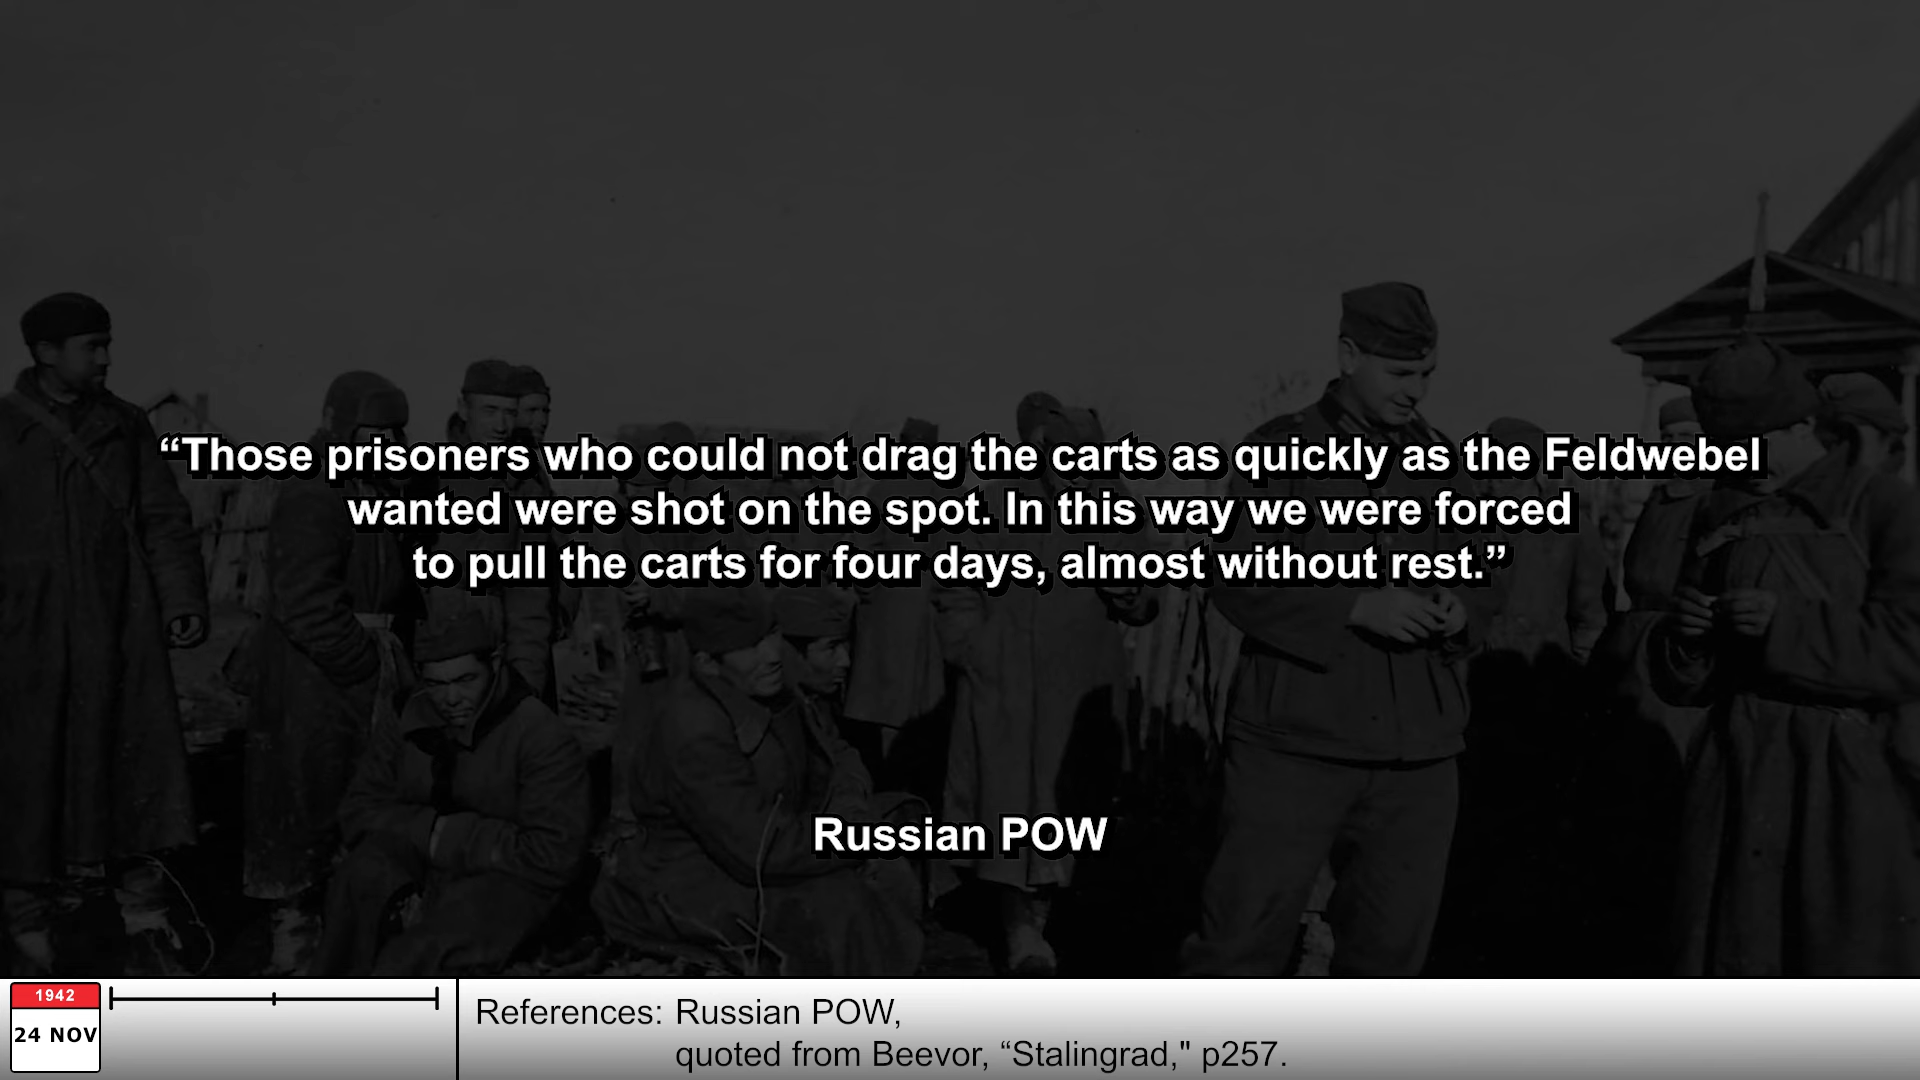 “Those prisoners who could not drag the carts as quickly as the Feldwebel
wanted were shot on the spot. In this way we were forced
to pull the carts for four days, almost without rest.”
Russian POW
1942
24 NOV
References: Russian POW,
quoted from Beevor, “Stalingrad," p257.